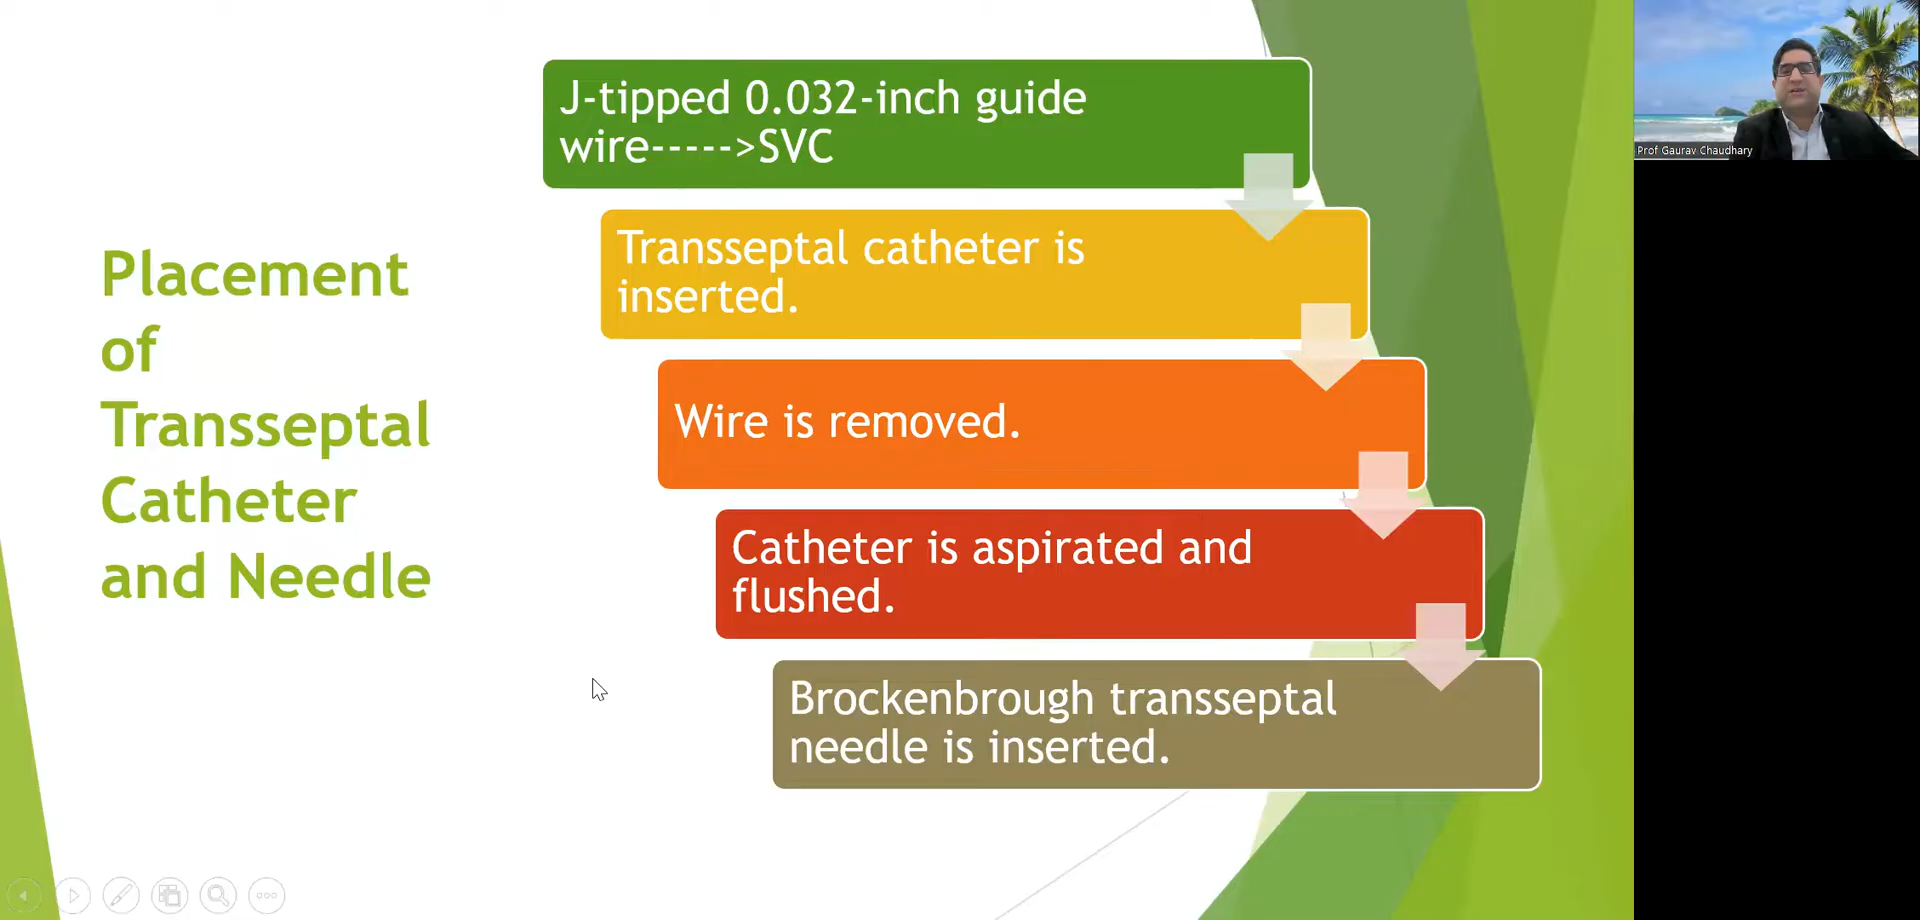 Placement
of
Transseptal
Catheter
and Needle
J-tipped 0.032-inch guide
wire----->SVC
Transseptal catheter is
inserted.
Wire is removed.
Catheter is aspirated and
flushed.
Brockenbrough transseptal
needle is inserted.
Prof Gaurav Chaudhary